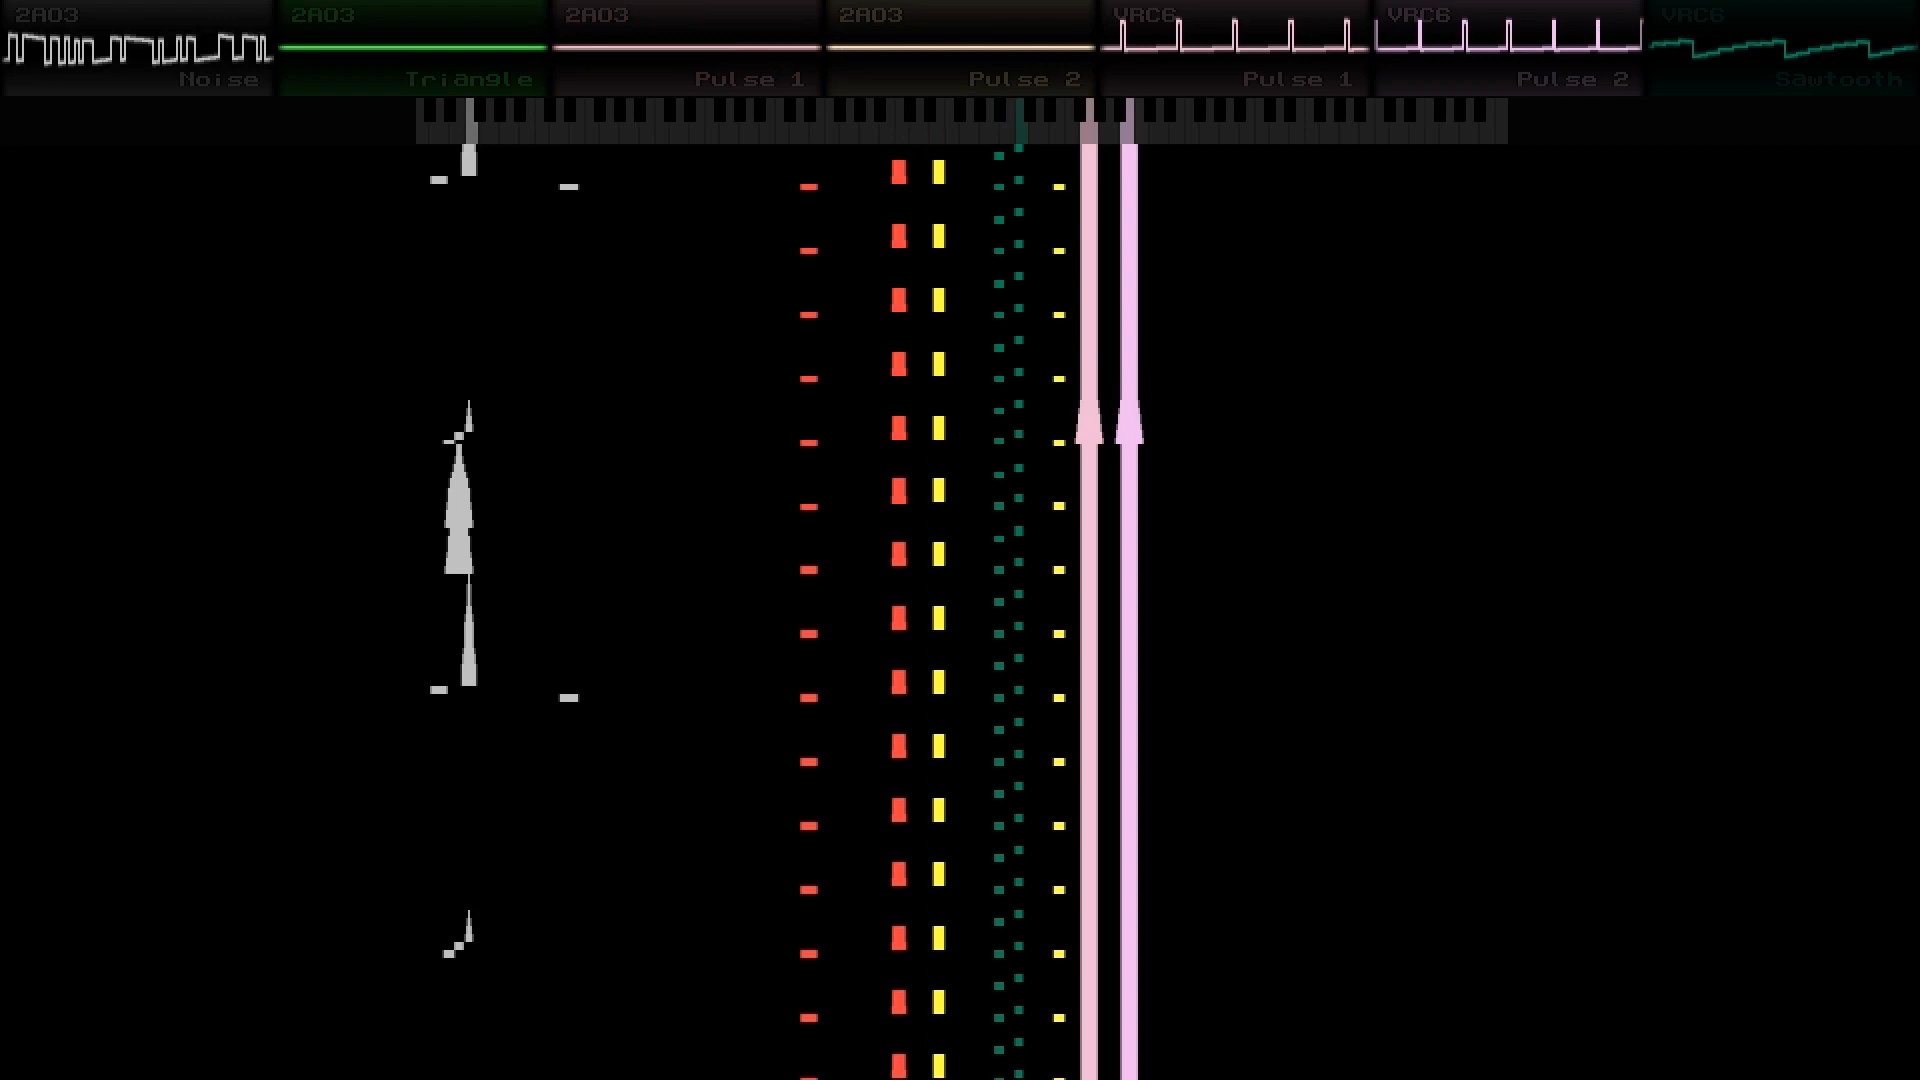 2A03
Noise
2A03
Triangle
2A03
Pulse 1
2A03
Pulse 2
VRC6
Pulse 1
VRC6
Pulse 2
VRC6
Sawtooth